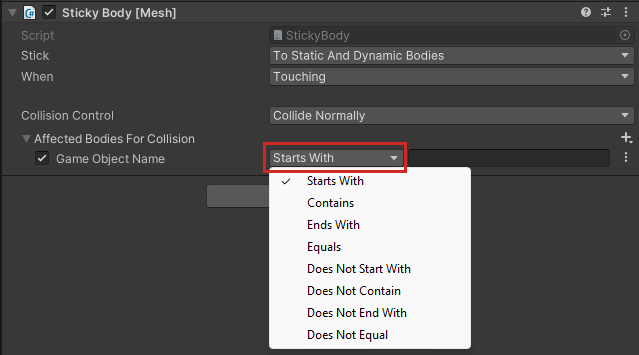 Sticky Body [Mesh]
Script StickyBody
Stick To Static And Dynamic Bodies
When Touching
Collision Control Collide Normally
Affected Bodies For Collision
Game Object Name Starts With
Starts With
Contains
Ends With
Equals
Does Not Start With
Does Not Contain
Does Not End With
Does Not Equal